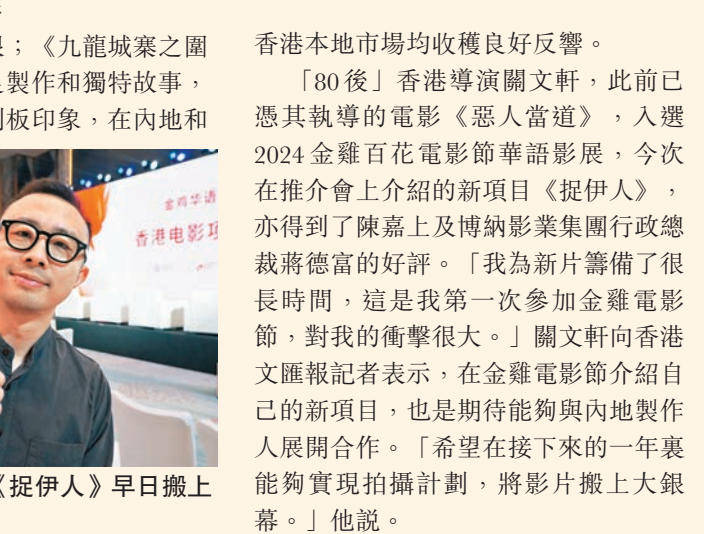 ；《九龍城寨之圍
製作和獨特故事，
板印象，在內地和
金鸡华语
香港电影项
《捉伊人》早日搬上
香港本地市場均收穫良好反響。
「80後」香港導演關文軒，此前已
憑其執導的電影《惡人當道》，入選
2024金雞百花電影節華語影展，今次
在推介會上介紹的新項目《捉伊人》，
亦得到了陳嘉上及博納影業集團行政總
裁蔣德富的好評。「我為新片籌備了很
長時間，這是我第一次參加金雞電影
節，對我的衝擊很大。」關文軒向香港
文匯報記者表示，在金雞電影節介紹自
己的新項目，也是期待能夠與內地製作
人展開合作。「希望在接下來的一年裏
能夠實現拍攝計劃，將影片搬上大銀
幕。」他説。